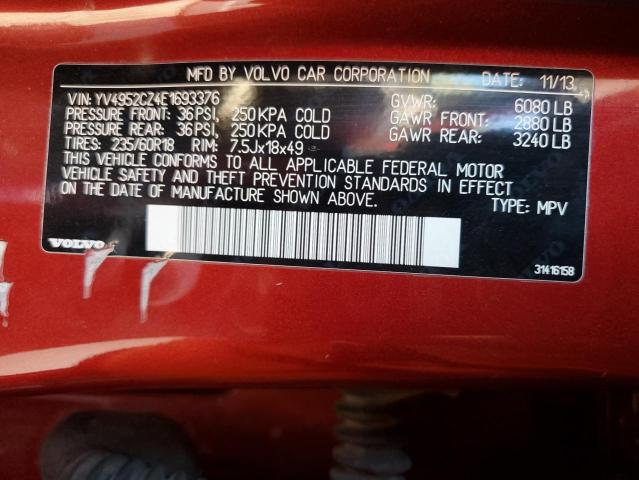 MFD BY VOLVO CAR CORPORATION DATE: 11/13
VIN: YV4952CZ4E1693376 GVWR: 6080 LB
PRESSURE FRONT: 36 PSI, 250 KPA COLD GAWR FRONT: 2880 LB
PRESSURE REAR: 36 PSI, 250 KPA COLD GAWR REAR: 3240 LB
TIRES: 235/60R18 RIM: 7.5Jx18x49
THIS VEHICLE CONFORMS TO ALL APPLICABLE FEDERAL MOTOR
VEHICLE SAFETY AND THEFT PREVENTION STANDARDS IN EFFECT
ON THE DATE OF MANUFACTURE SHOWN ABOVE. TYPE: MPV
VOLVO 31416158